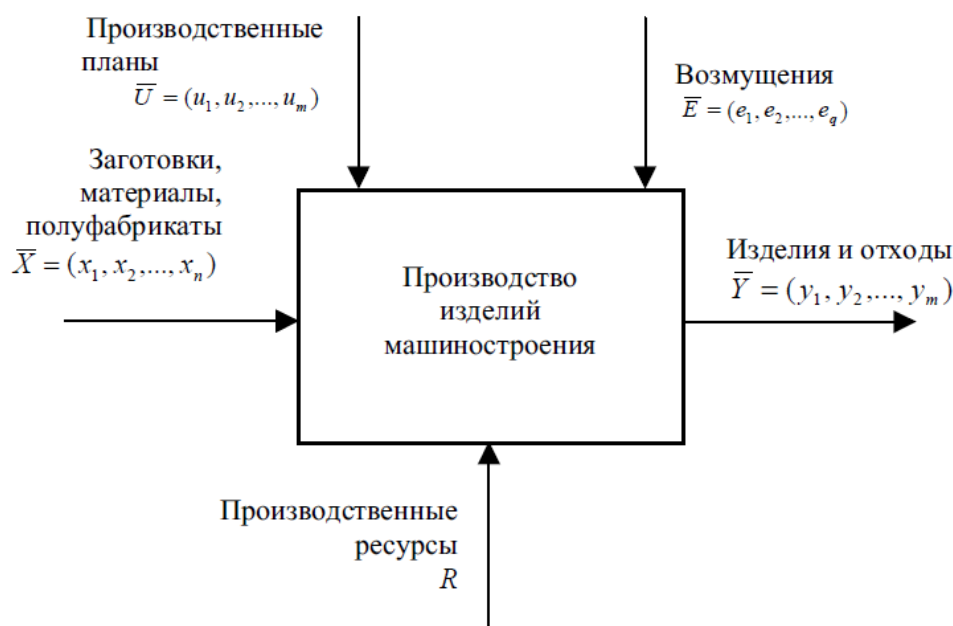 Производственные
планы
U̅ = (u₁, u₂,..., uₘ)
Возмущения
E̅ = (e₁, e₂,..., e_q)
Заготовки,
материалы,
полуфабрикаты
X̅ = (x₁, x₂,..., xₙ)
Производство
изделий
машиностроения
Изделия и отходы
Y̅ = (y₁, y₂,..., yₘ)
Производственные
ресурсы
R